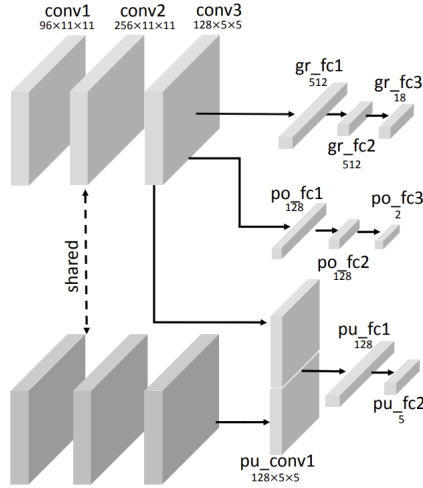 conv1 conv2 conv3
96×11×11 256×11×11 128×5×5
gr_fc1
512
gr_fc3
18
gr_fc2
512
po_fc1
128
po_fc3
2
po_fc2
128
shared
pu_fc1
128
pu_fc2
5
pu_conv1
128×5×5